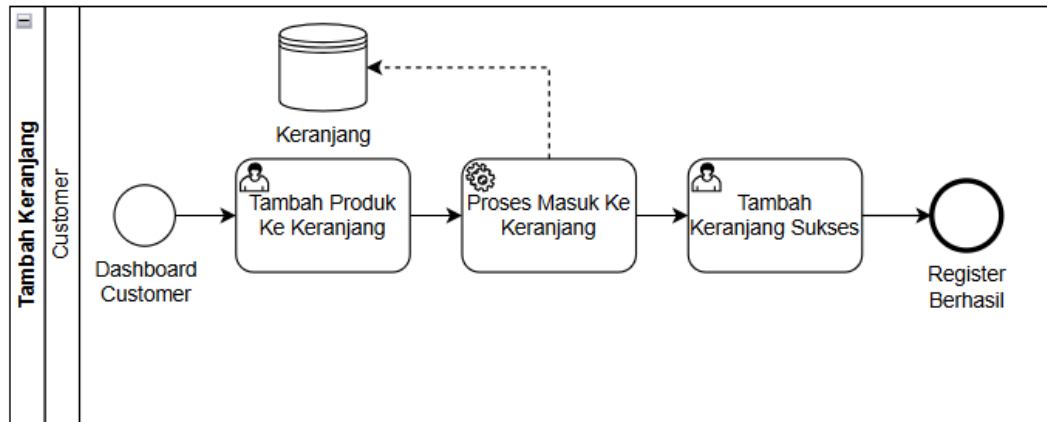 Tambah Keranjang
Customer
Keranjang
Dashboard
Customer
Tambah Produk
Ke Keranjang
Proses Masuk Ke
Keranjang
Tambah
Keranjang Sukses
Register
Berhasil